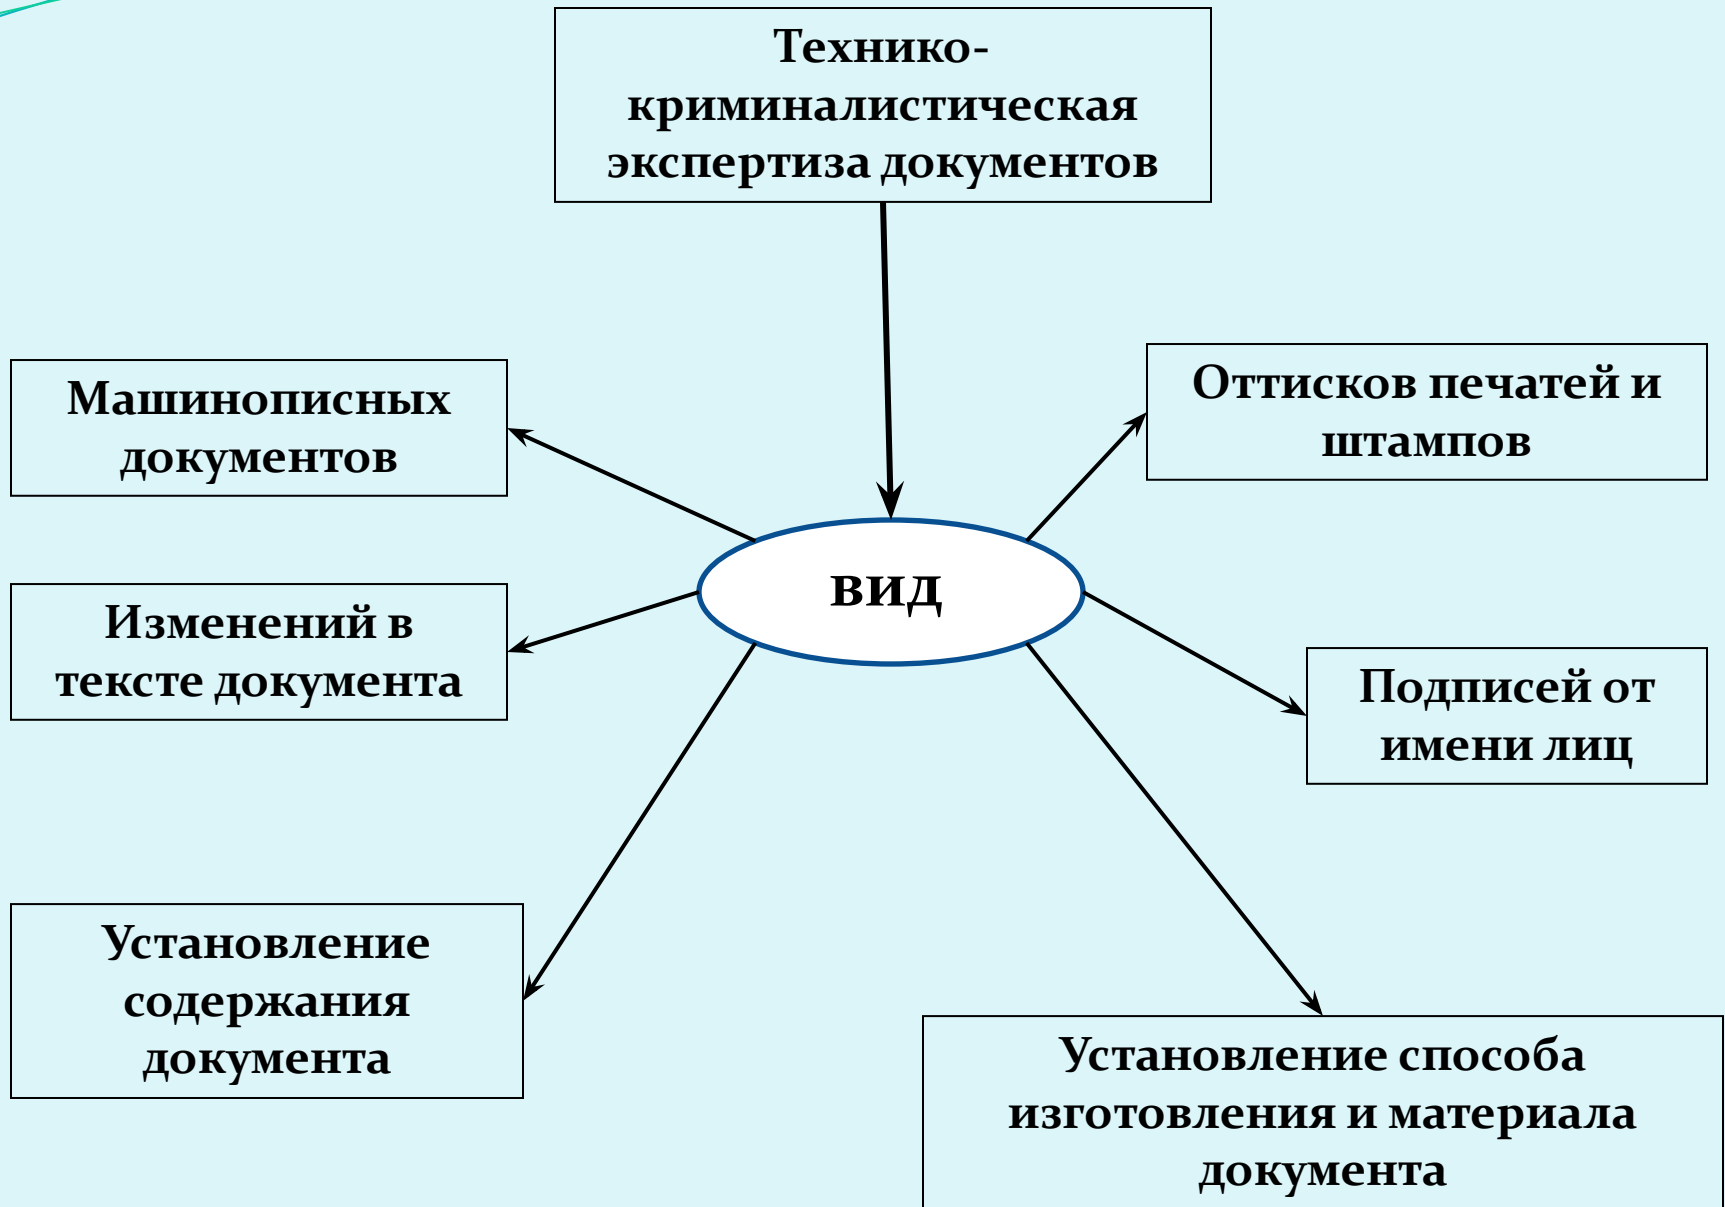 Технико-
криминалистическая
экспертиза документов
Машинописных
документов
Оттисков печатей и
штампов
вид
Изменений в
тексте документа
Подписей от
имени лиц
Установление
содержания
документа
Установление способа
изготовления и материала
документа